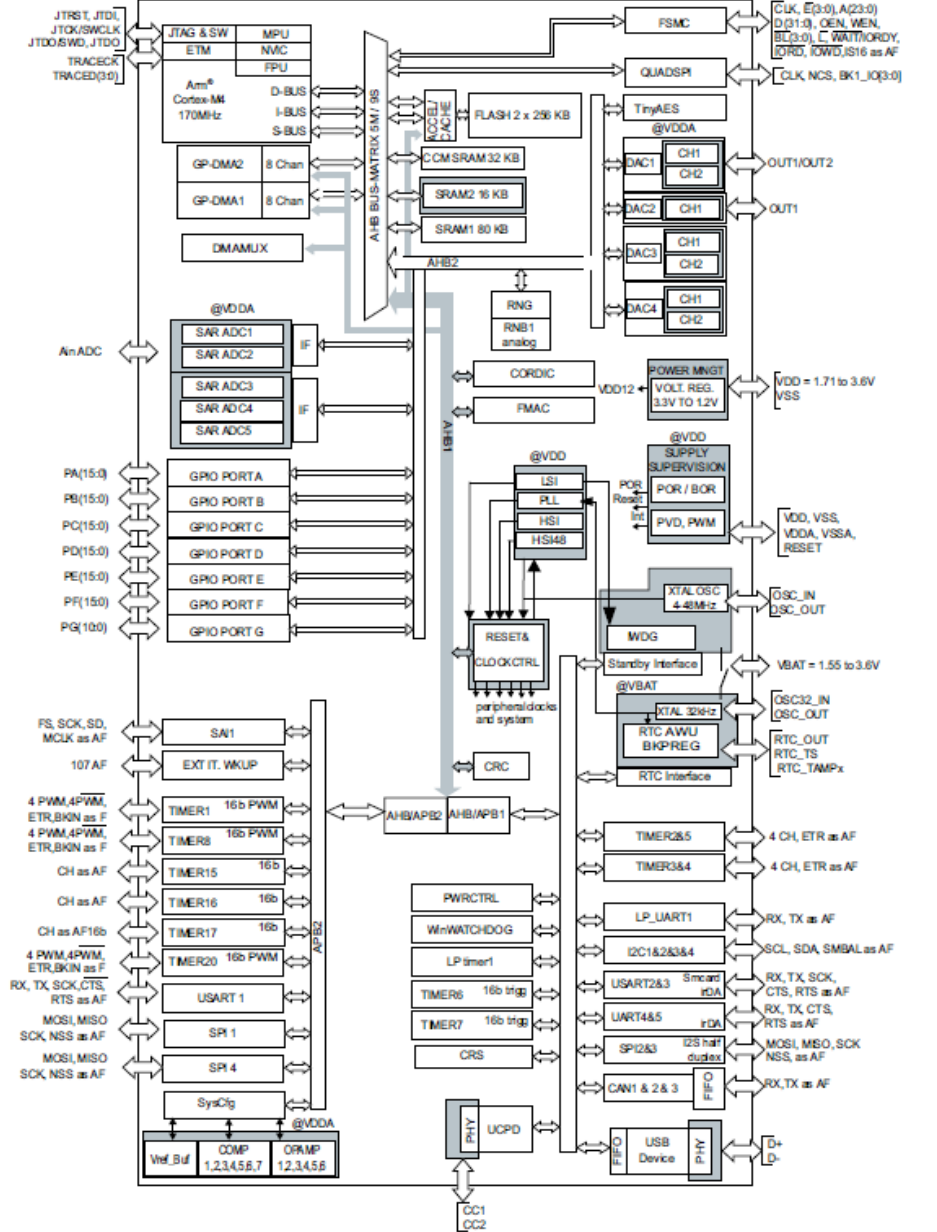 JTRST, JTDI,
JTCK/SWCLK
JTDO/SWD, JTDO
TRACECK
TRACED(3:0)
JTAG & SW
MPU
ETM
NVIC
FPU
Arm®
Cortex-M4
170MHz
D-BUS
I-BUS
S-BUS
GP-DMA2
8 Chan
GP-DMA1
8 Chan
DMAMUX
AHB BUS-MATRIX 5M / 9S
ACCEL/
CACHE
FLASH 2 x 256 KB
CCM SRAM 32 KB
SRAM2 16 KB
SRAM1 80 KB
AHB2
RNG
RNB1
analog
FSMC
CLK, E(3:0), A(23:0)
D(31:0), OEN, WEN,
BL(3:0), L, WAIT/IORDY,
IORD, IOWD,IS16 as AF
QUADSPI
CLK, NCS, BK1_IO(3:0)
TinyAES
@VDDA
DAC1
CH1
CH2
OUT1/OUT2
DAC2
CH1
OUT1
DAC3
CH1
CH2
DAC4
CH1
CH2
@VDDA
SAR ADC1
SAR ADC2
IF
Ain ADC
SAR ADC3
SAR ADC4
SAR ADC5
IF
CORDIC
FMAC
AHB1
POWER MNGT
VDD12
VOLT. REG.
3.3V TO 1.2V
VDD = 1.71 to 3.6V
VSS
@VDD
SUPPLY
SUPERVISION
POR
Reset
Int
POR / BOR
PVD, PWM
VDD, VSS,
VDDA, VSSA,
RESET
@VDD
LSI
PLL
HSI
HSI48
PA(15:0)
GPIO PORT A
PB(15:0)
GPIO PORT B
PC(15:0)
GPIO PORT C
PD(15:0)
GPIO PORT D
PE(15:0)
GPIO PORT E
PF(15:0)
GPIO PORT F
PG(10:0)
GPIO PORT G
XTAL OSC
4-48MHz
OSC_IN
OSC_OUT
IWDG
RESET&
CLOCKCTRL
peripheral clocks
and system
Standby Interface
VBAT = 1.55 to 3.6V
@VBAT
XTAL 32kHz
OSC32_IN
OSC_OUT
RTC AWU
BKPREG
RTC_OUT
RTC_TS
RTC_TAMPx
RTC Interface
CRC
AHB/APB2
AHB/APB1
FS, SCK, SD,
MCLK as AF
SAI1
107 AF
EXT IT. WKUP
4 PWM,4PWM,
ETR,BKIN as F
TIMER1
16b PWM
4 PWM,4PWM,
ETR,BKIN as F
TIMER8
16b PWM
CH as AF
TIMER15
16b
CH as AF
TIMER16
16b
CH as AF16b
TIMER17
16b
4 PWM,4PWM,
ETR,BKIN as F
TIMER20
16b PWM
RX, TX, SCK,CTS,
RTS as AF
USART 1
MOSI, MISO
SCK, NSS as AF
SPI 1
MOSI, MISO
SCK, NSS as AF
SPI 4
SysCfg
APB2
@VDDA
Vref_Buf
COMP
1,2,3,4,5,6,7
OPAMP
1,2,3,4,5,6
PWRCTRL
WinWATCHDOG
LP timer1
TIMER6
16b trigg
TIMER7
16b trigg
CRS
PHY
UCPD
CC1
CC2
TIMER2&5
4 CH, ETR as AF
TIMER3&4
4 CH, ETR as AF
LP_UART1
RX, TX as AF
I2C1&2&3&4
SCL, SDA, SMBAL as AF
USART2&3
Smcard
irDA
RX, TX, SCK,
CTS, RTS as AF
UART4&5
irDA
RX, TX, CTS,
RTS as AF
SPI2&3
I2S half
duplex
MOSI, MISO, SCK
NSS, as AF
CAN1 & 2 & 3
FIFO
RX,TX as AF
FIFO
USB
Device
PHY
D+
D-